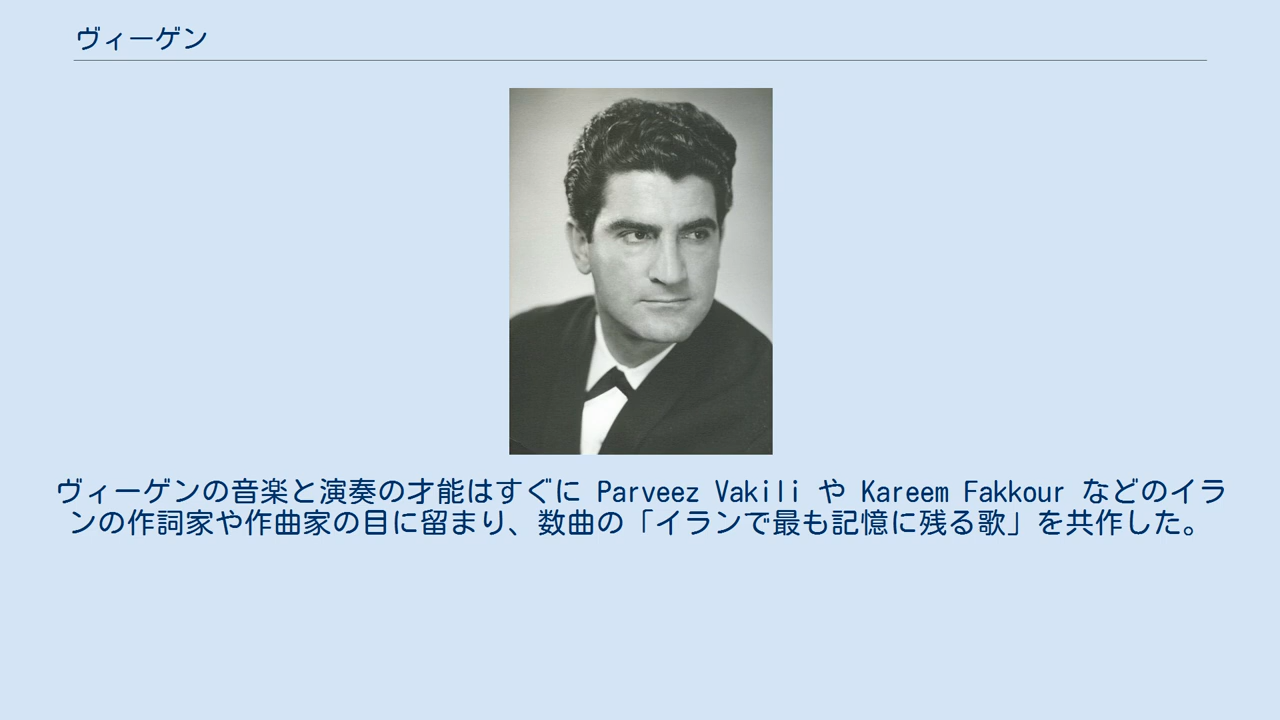 ヴィーゲン
ヴィーゲンの音楽と演奏の才能はすぐに Parveez Vakili や Kareem Fakkour などのイラ
ンの作詞家や作曲家の目に留まり、数曲の「イランで最も記憶に残る歌」を共作した。